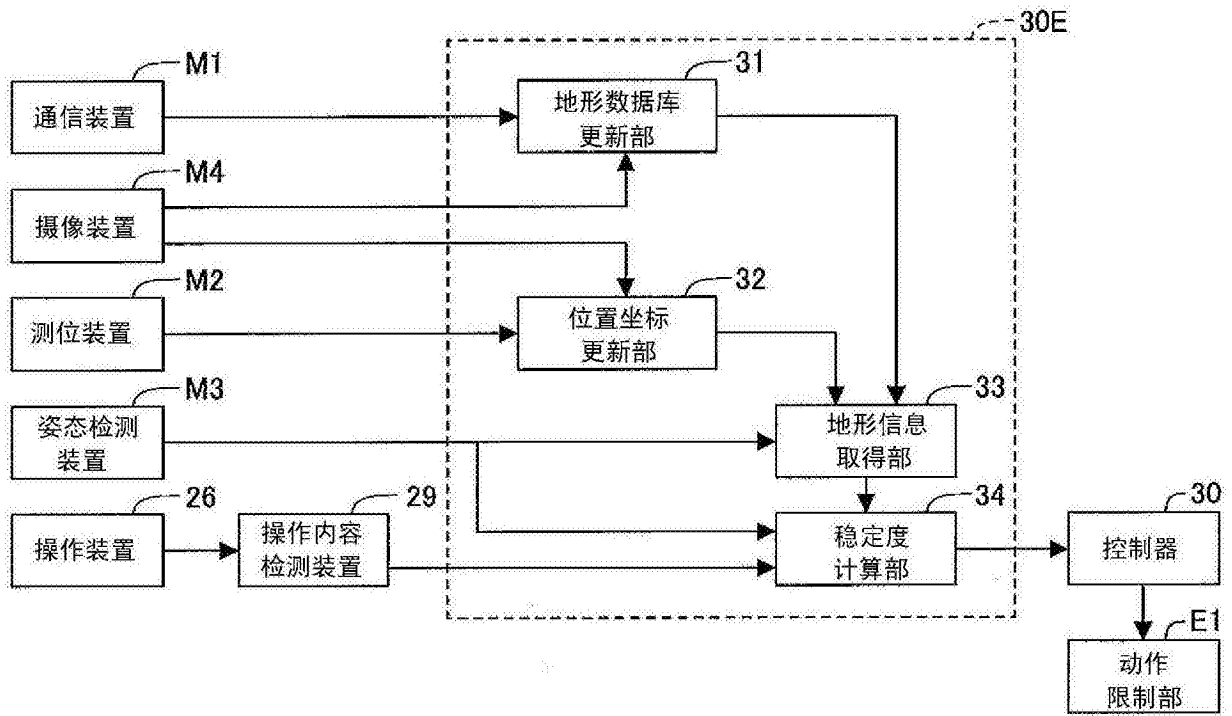 30E
M1
通信装置
31
地形数据库
更新部
M4
摄像装置
M2
测位装置
32
位置坐标
更新部
M3
姿态检测
装置
33
地形信息
取得部
26
操作装置
29
操作内容
检测装置
34
稳定度
计算部
30
控制器
E1
动作
限制部